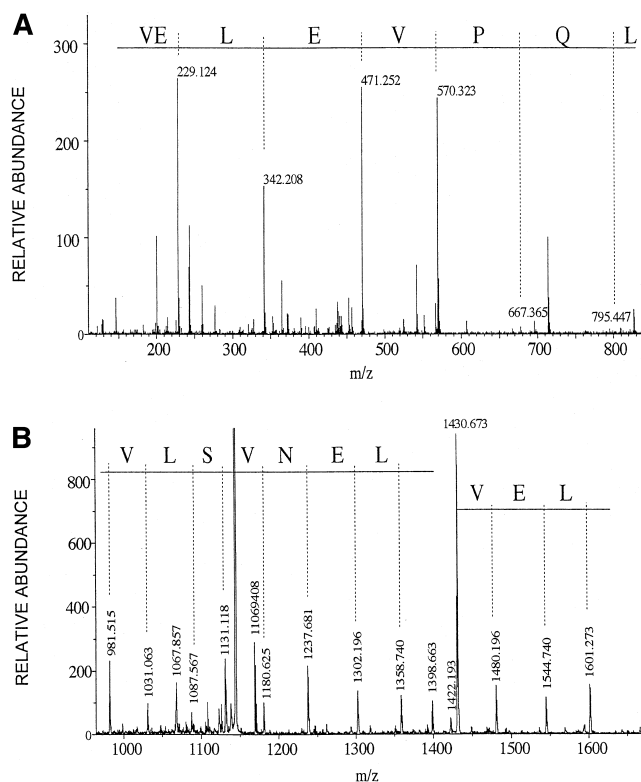 A
VE L E V P Q L
300
229.124
471.252
570.323
200
342.208
100
667.365
795.447
0
200 300 400 500 600 700 800
m/z
RELATIVE ABUNDANCE
B
1430.673
V L S V N E L
V E L
800
600
400
200
0
981.515
1031.063
1067.857
1087.567
1131.118
11069408
1180.625
1237.681
1302.196
1358.740
1398.663
1422.193
1480.196
1544.740
1601.273
1000 1100 1200 1300 1400 1500 1600
m/z
RELATIVE ABUNDANCE